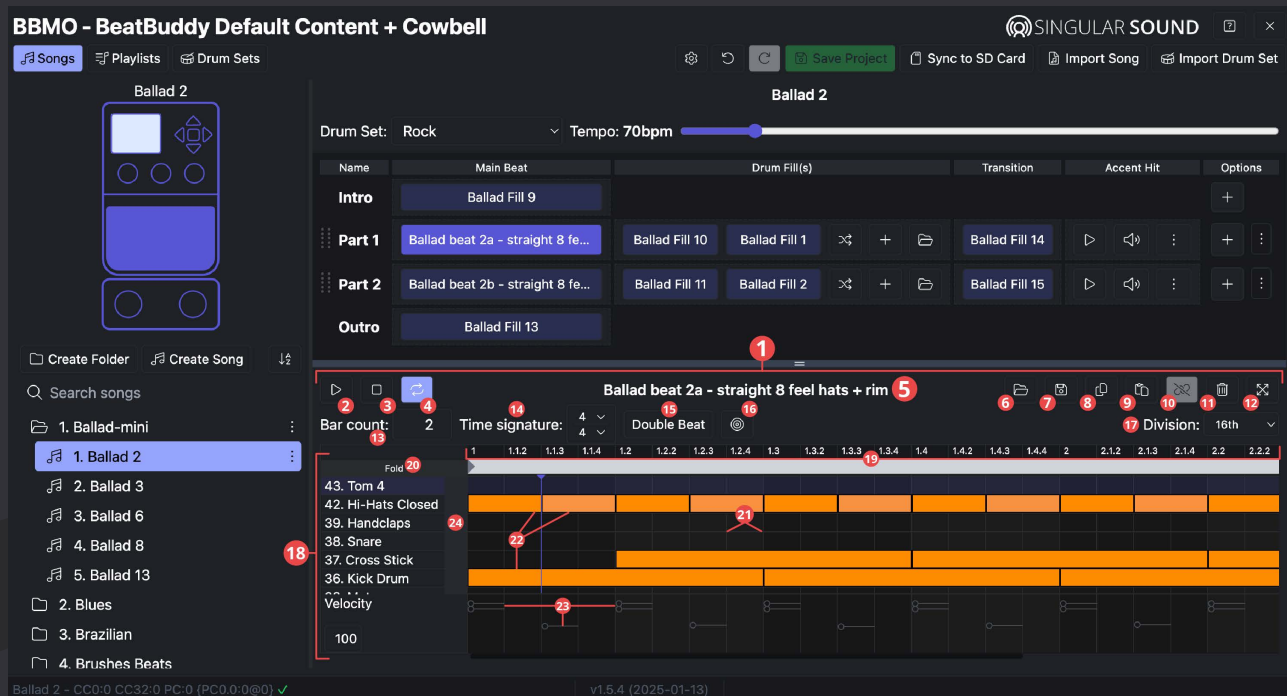 BBMO - BeatBuddy Default Content + Cowbell
SINGULAR SOUND
Songs
Playlists
Drum Sets
Save Project
Sync to SD Card
Import Song
Import Drum Set
Ballad 2
Create Folder
Create Song
Search songs
1. Ballad-mini
1. Ballad 2
2. Ballad 3
3. Ballad 6
4. Ballad 8
5. Ballad 13
2. Blues
3. Brazilian
4. Brushes Beats
Ballad 2
Drum Set: Rock Tempo: 70bpm
Name Main Beat Drum Fill(s) Transition Accent Hit Options
Intro Ballad Fill 9
Part 1 Ballad beat 2a - straight 8 fe... Ballad Fill 10 Ballad Fill 1 Ballad Fill 14
Part 2 Ballad beat 2b - straight 8 fe... Ballad Fill 11 Ballad Fill 2 Ballad Fill 15
Outro Ballad Fill 13
1
Ballad beat 2a - straight 8 feel hats + rim 5
2 3 4 6 7 8 9 10 11 12
14 15 16
Bar count: 2 Time signature: 4 4 Double Beat 17 Division: 16th
13
1 1.1.2 1.1.3 1.1.4 1.2 1.2.2 1.2.3 1.2.4 1.3 1.3.2 1.3.3 1.3.4 1.4 1.4.2 1.4.3 1.4.4 2 2.1.2 2.1.3 2.1.4 2.2 2.2.2
19
Fold 20
43. Tom 4
42. Hi-Hats Closed
39. Handclaps
24 21
38. Snare
22
18
37. Cross Stick
36. Kick Drum
Velocity
23
100
Ballad 2 - CC0:0 CC32:0 PC:0 {PC0.0:0@0} ✓
v1.5.4 (2025-01-13)